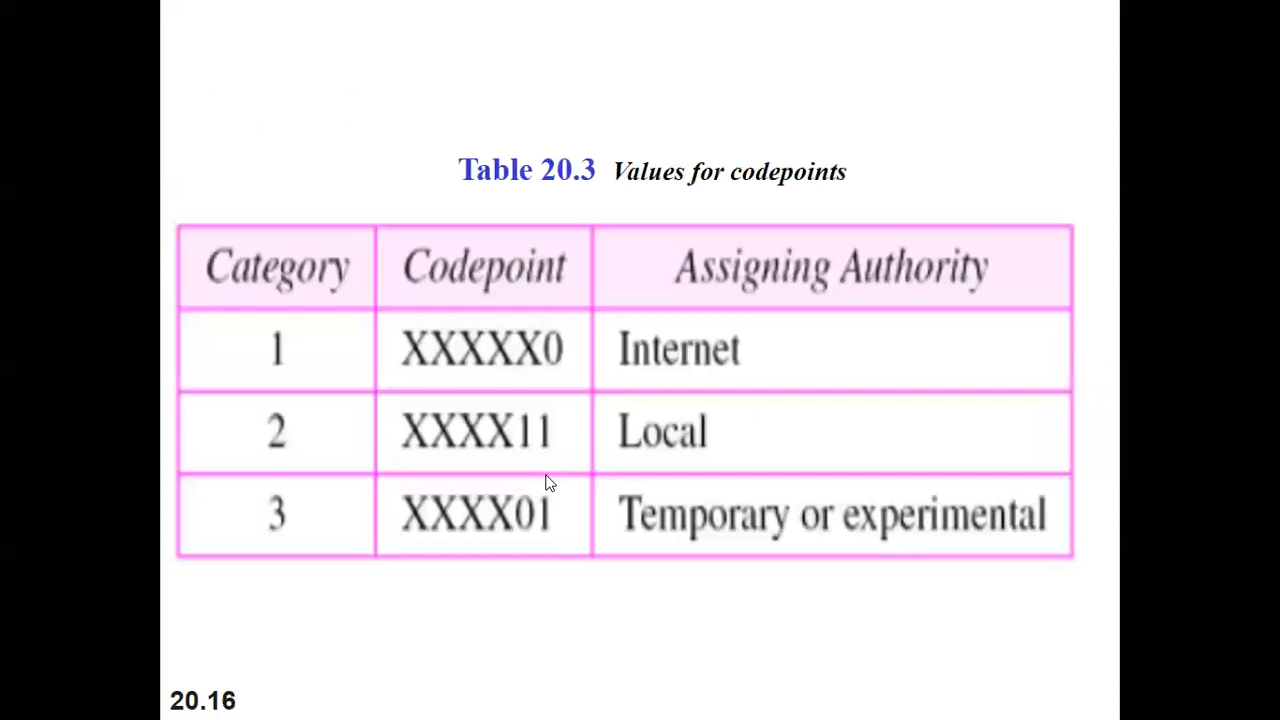 Table 20.3 Values for codepoints
Category Codepoint Assigning Authority
1 XXXXX0 Internet
2 XXXX11 Local
3 XXXX01 Temporary or experimental
20.16